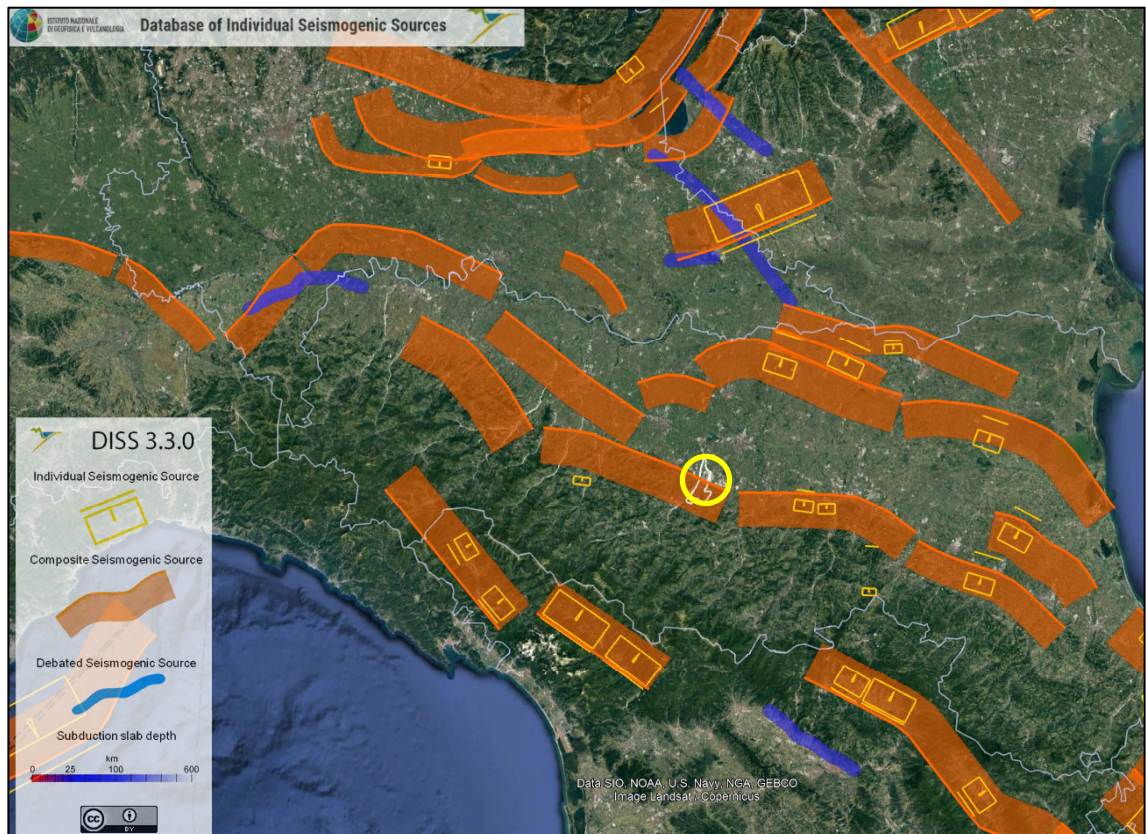 ISTITUTO NAZIONALE
DI GEOFISICA E VULCANOLOGIA
Database of Individual Seismogenic Sources
DISS 3.3.0
Individual Seismogenic Source
Composite Seismogenic Source
Debated Seismogenic Source
Subduction slab depth
km
0 25 100 600
cc
BY
Data SIO, NOAA, U.S. Navy, NGA, GEBCO
Image Landsat / Copernicus